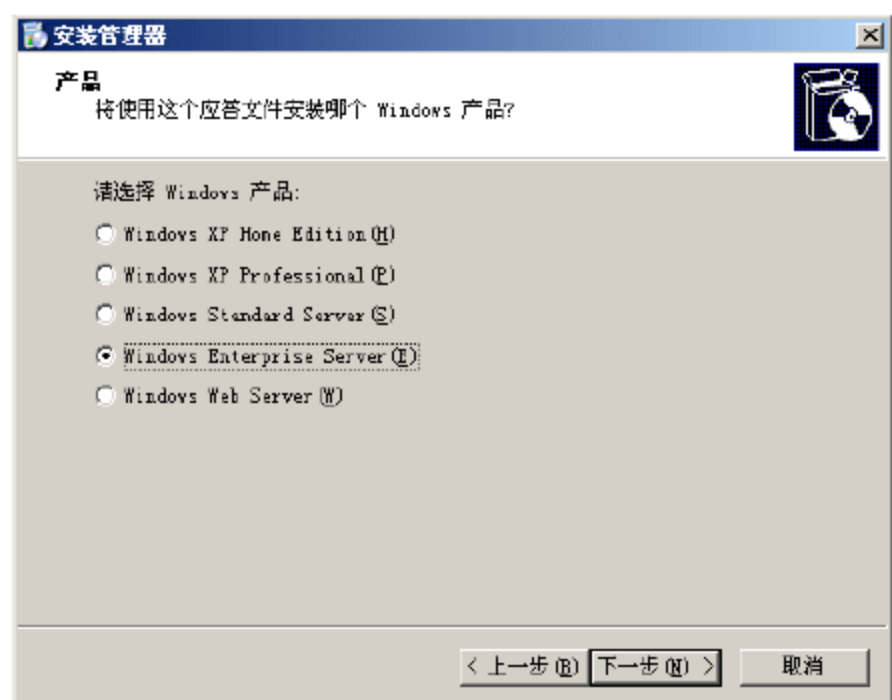 安装管理器
产品
将使用这个应答文件安装哪个 Windows 产品?
请选择 Windows 产品:
Windows XP Home Edition(H)
Windows XP Professional(P)
Windows Standard Server(S)
Windows Enterprise Server(E)
Windows Web Server(W)
< 上一步(B) 下一步(N) > 取消